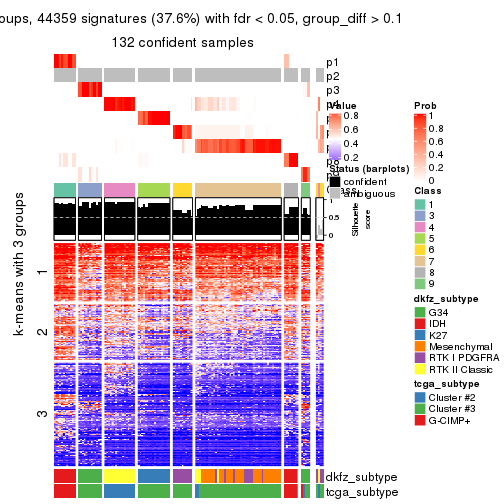 oups, 44359 signatures (37.6%) with fdr < 0.05, group_diff > 0.1
132 confident samples
p1
p2
p3
Value
0.8
0.6
0.4
0.2
Prob
0.8
0.6
0.4
0.2
0
Status (barplots)
confident
ambiguous
Class
1
3
4
5
6
7
8
9
1
0.5
0
Silhouette
score
k-means with 3 groups
1
2
3
dkfz_subtype
G34
IDH
K27
Mesenchymal
RTK I PDGFRA
RTK II Classic
tcga_subtype
Cluster #2
Cluster #3
G-CIMP+
dkfz_subtype
tcga_subtype